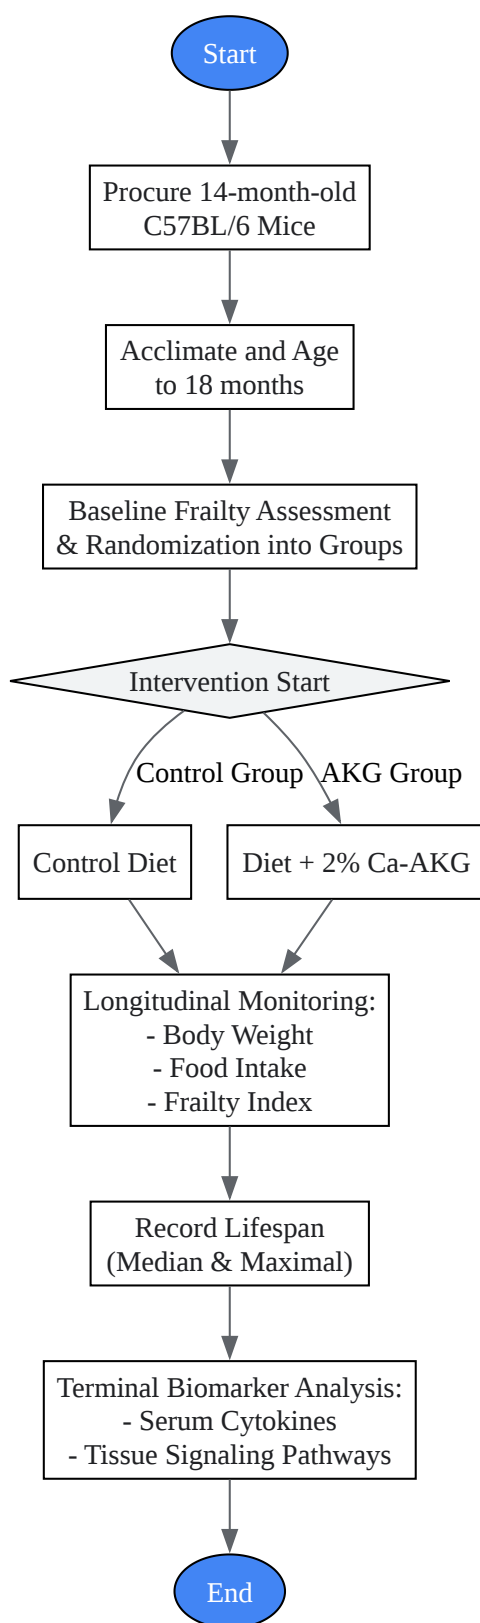 Start
Procure 14-month-old
C57BL/6 Mice
Acclimate and Age
to 18 months
Baseline Frailty Assessment
& Randomization into Groups
Intervention Start
Control Group
AKG Group
Control Diet
Diet + 2% Ca-AKG
Longitudinal Monitoring:
- Body Weight
- Food Intake
- Frailty Index
Record Lifespan
(Median & Maximal)
Terminal Biomarker Analysis:
- Serum Cytokines
- Tissue Signaling Pathways
End